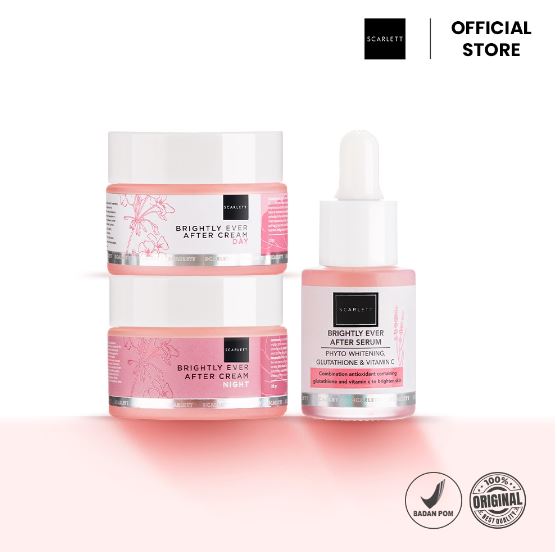 SCARLETT
OFFICIAL
STORE
SCARLETT
BRIGHTLY EVER
AFTER CREAM
DAY
SCARLETT
BRIGHTLY EVER
AFTER CREAM
NIGHT
SCARLETT
BRIGHTLY EVER
AFTER SERUM
PHYTO WHITENING,
GLUTATHIONE & VITAMIN C
Combination antioxidant containing
glutathione and vitamin c to brighten skin
BADAN POM
100%
ORIGINAL
BEST QUALITY